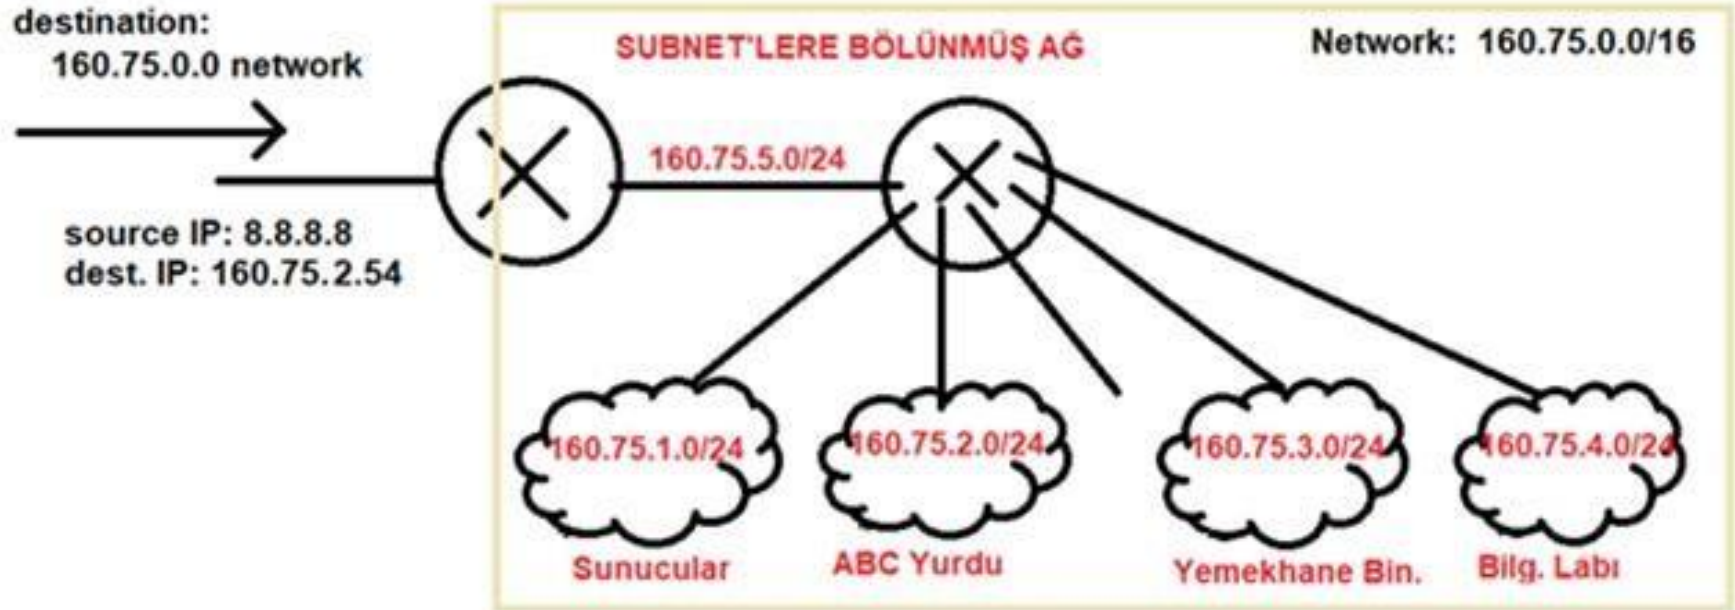 destination:
160.75.0.0 network
SUBNET'LERE BÖLÜNMÜŞ AĞ
Network: 160.75.0.0/16
160.75.5.0/24
source IP: 8.8.8.8
dest. IP: 160.75.2.54
160.75.1.0/24
160.75.2.0/24
160.75.3.0/24
160.75.4.0/24
Sunucular
ABC Yurdu
Yemekhane Bin.
Bilg. Labı